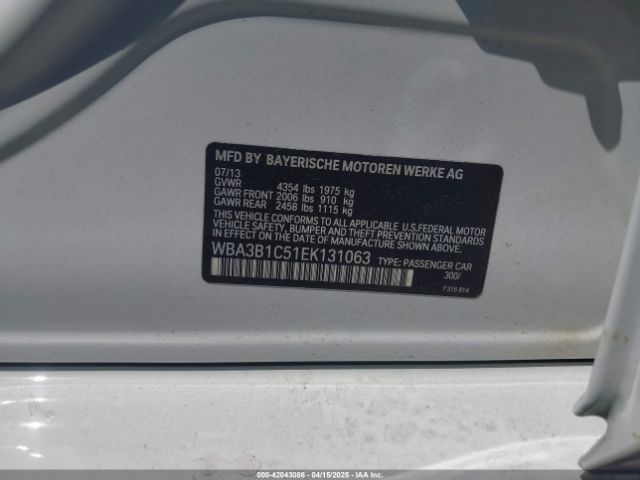 MFD BY BAYERISCHE MOTOREN WERKE AG
07/13
GVWR 4354 lbs 1975 kg
GAWR FRONT 2006 lbs 910 kg
GAWR REAR 2458 lbs 1115 kg
THIS VEHICLE CONFORMS TO ALL APPLICABLE U.S.FEDERAL MOTOR
VEHICLE SAFETY, BUMPER, AND THEFT PREVENTION STANDARDS
IN EFFECT ON THE DATE OF MANUFACTURE SHOWN ABOVE.
WBA3B1C51EK131063 TYPE: PASSENGER CAR
300/
7 315 814
000-42043086 - 04/15/2025 - IAAI.COM